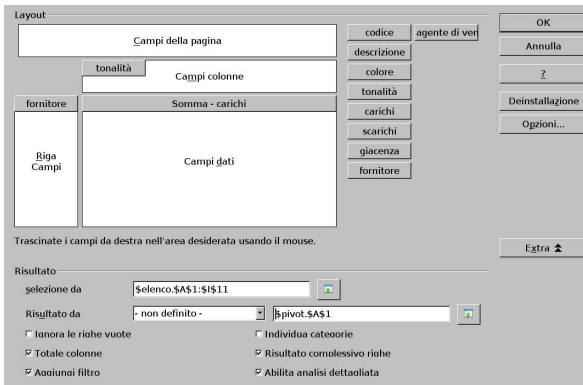 Layout
Campi della pagina
tonalità
Campi colonne
fornitore
Somma - carichi
Riga
Campi
Campi dati
codice
agente di ven
descrizione
colore
tonalità
carichi
scarichi
giacenza
fornitore
OK
Annulla
?
Deinstallazione
Opzioni...
Extra
Trascinate i campi da destra nell'area desiderata usando il mouse.
Risultato
selezione da
$elenco.$A$1:$I$11
Risultato da
- non definito -
$pivot.$A$1
Ignora le righe vuote
Individua categorie
Totale colonne
Risultato complessivo righe
Aggiungi filtro
Abilita analisi dettagliata